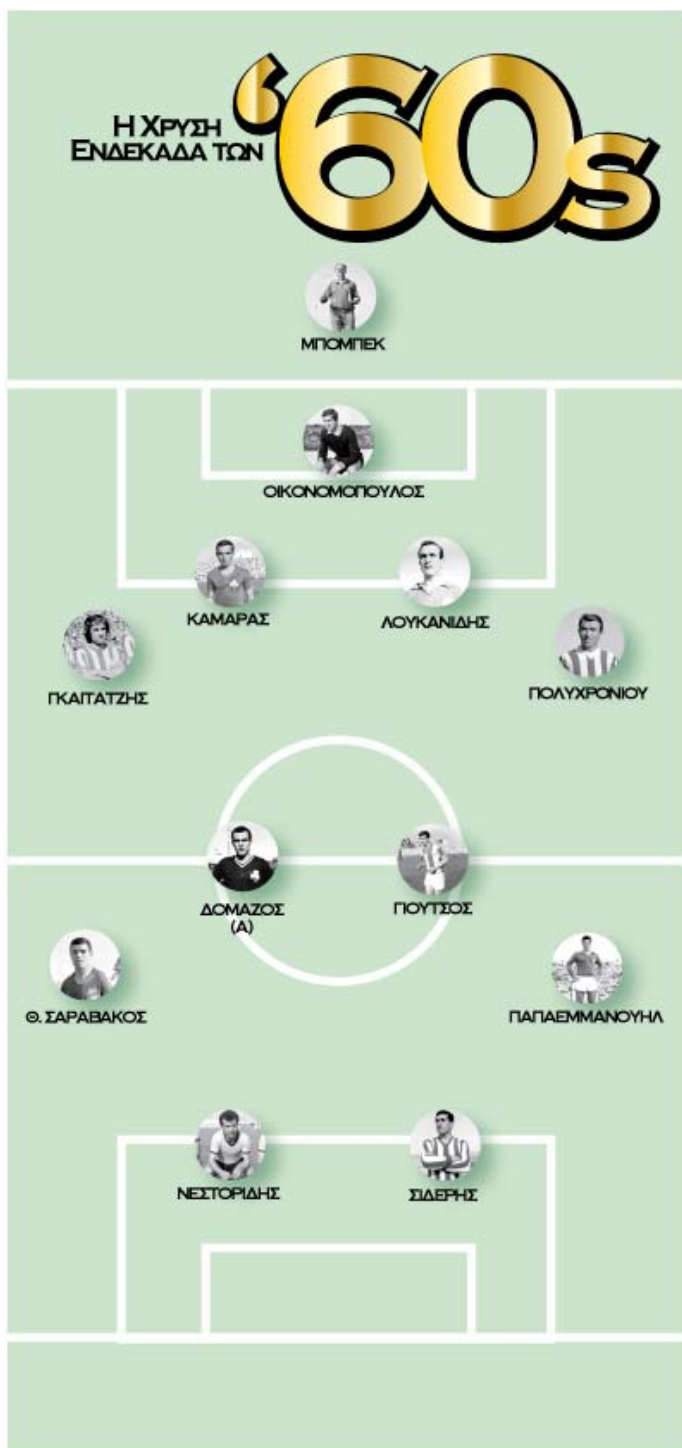 Η ΧΡΥΣΗ
ΕΝΔΕΚΑΔΑ ΤΩΝ
‘60s
ΜΠΟΜΠΕΚ
ΟΙΚΟΝΟΜΟΠΟΥΛΟΣ
ΚΑΜΑΡΑΣ
ΛΟΥΚΑΝΙΔΗΣ
ΓΚΑΙΤΑΤΖΗΣ
ΠΟΛΥΧΡΟΝΙΟΥ
ΔΟΜΑΖΟΣ
(Α)
ΓΙΟΥΤΣΟΣ
Θ. ΣΑΡΑΒΑΚΟΣ
ΠΑΠΑΕΜΜΑΝΟΥΗΛ
ΝΕΣΤΟΡΙΔΗΣ
ΣΙΔΕΡΗΣ